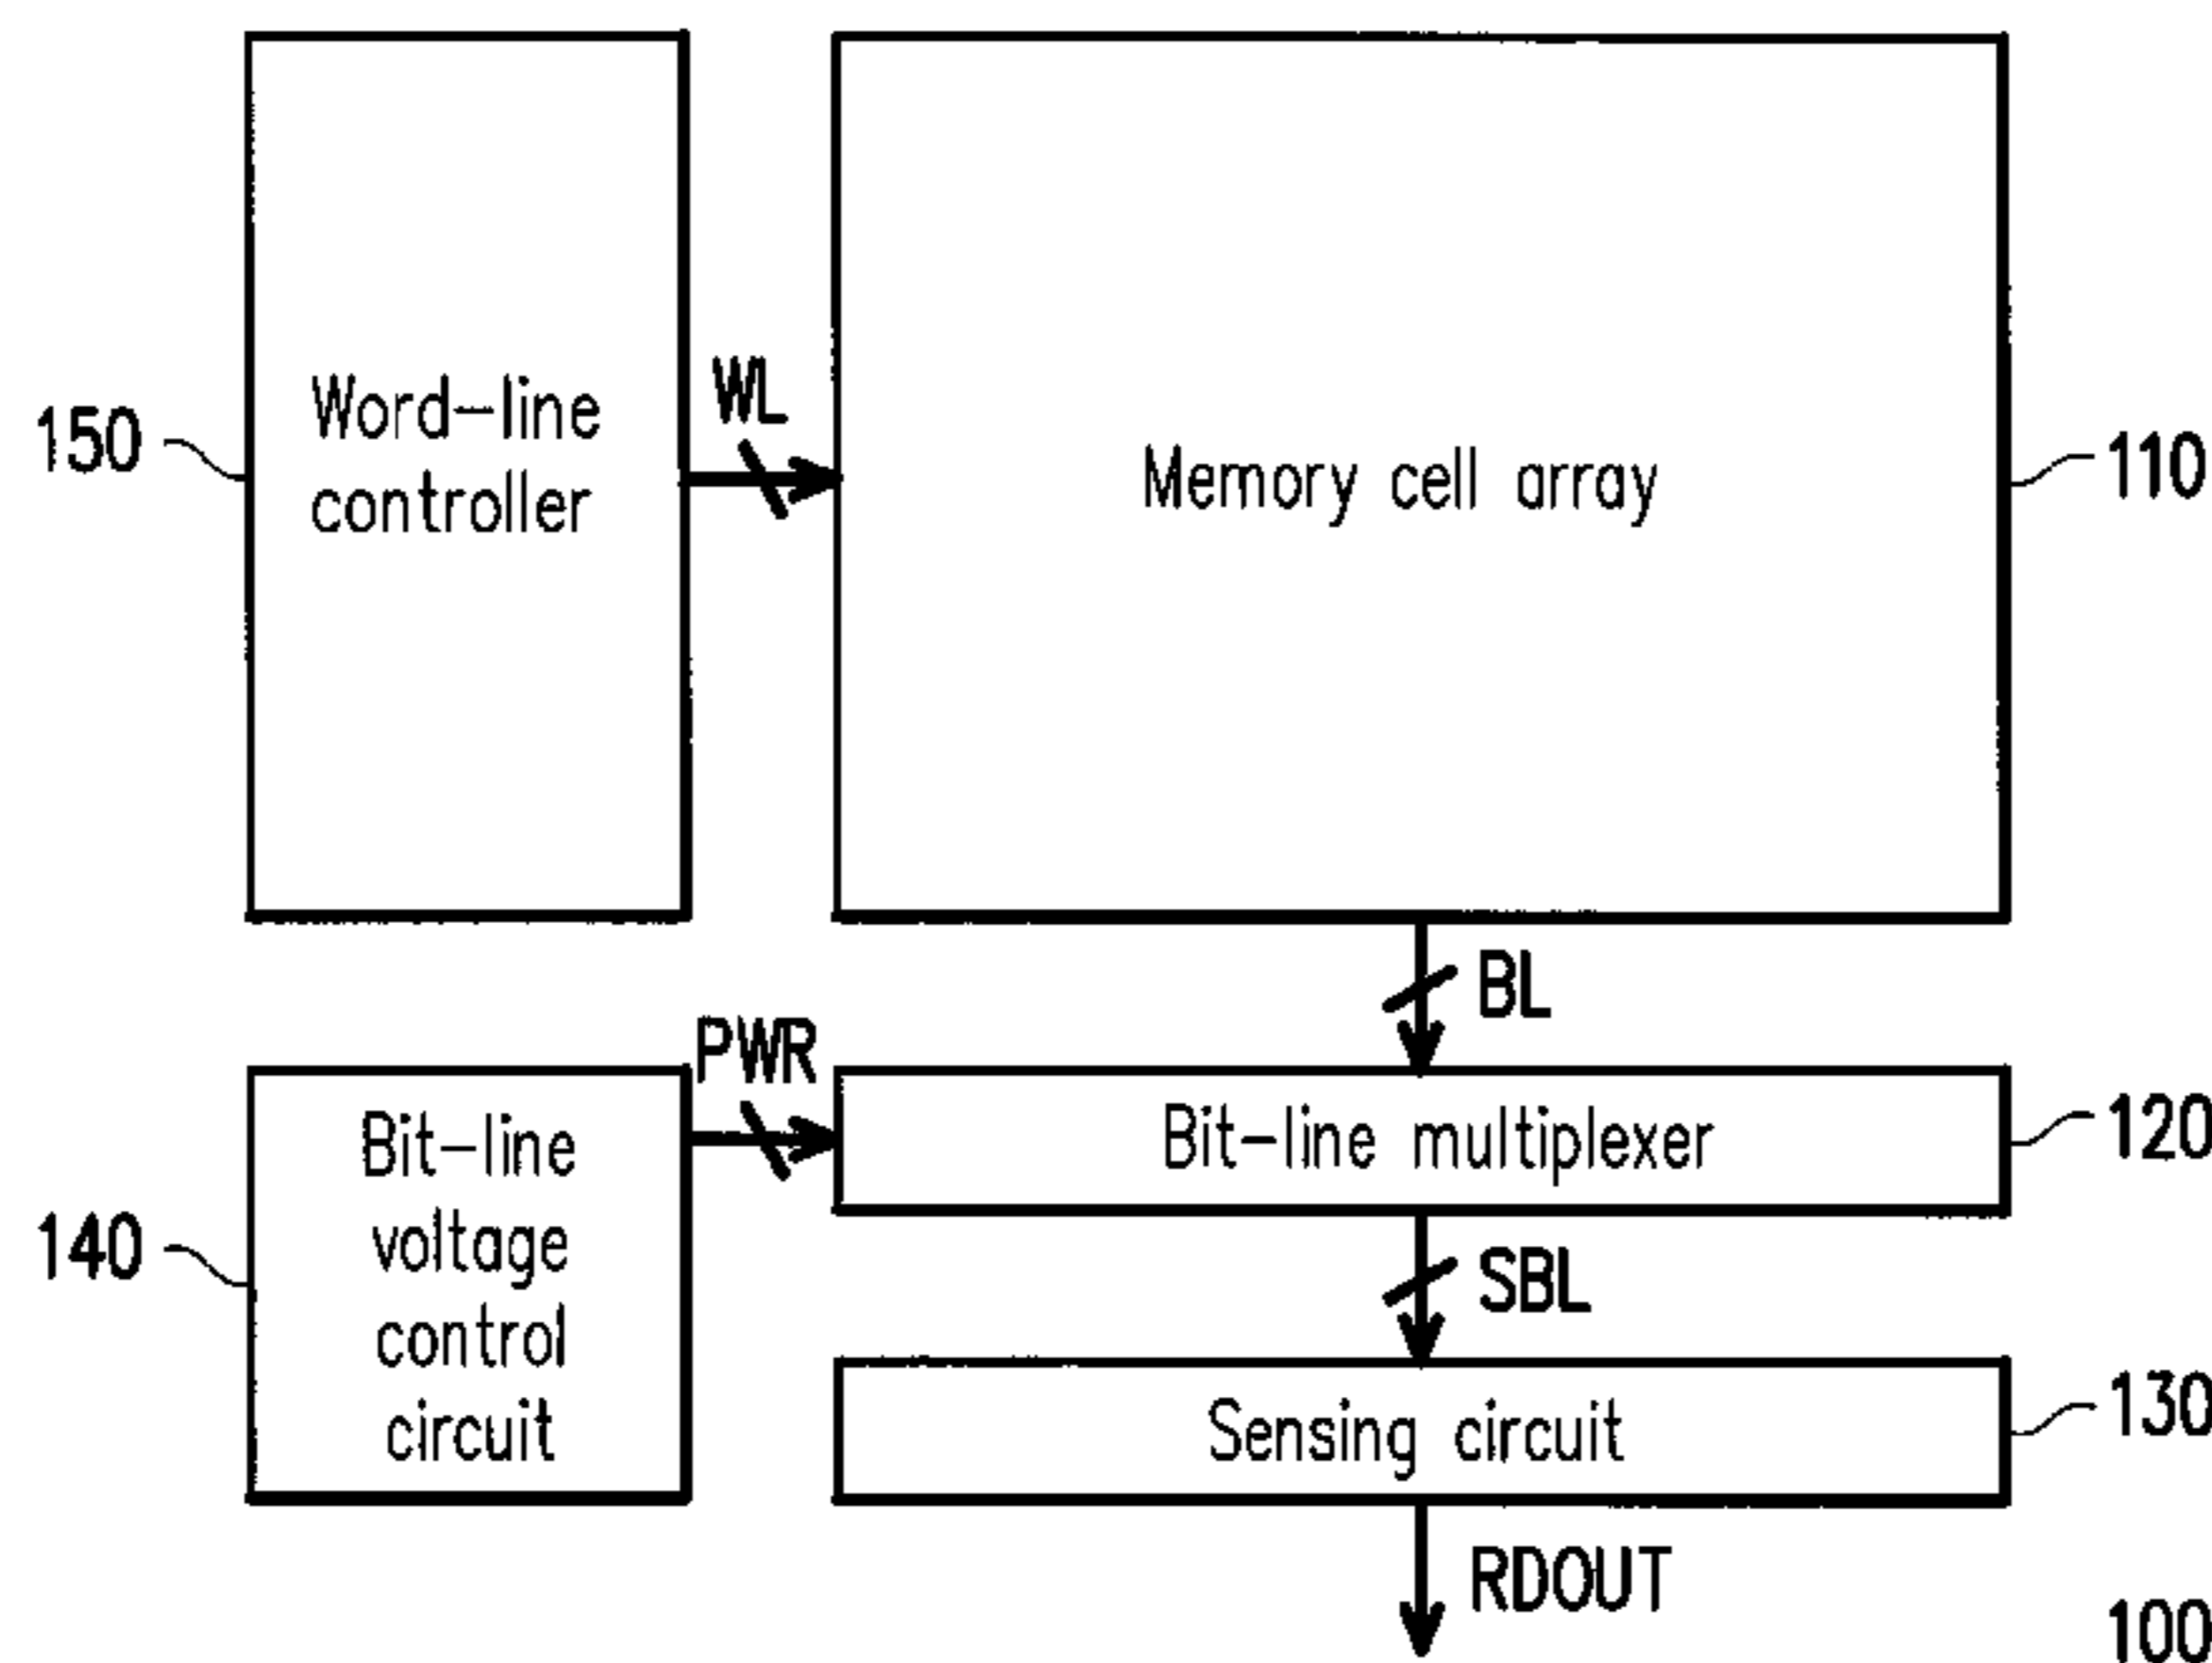 150
Word-line
controller
WL
Memory cell array
110
BL
PWR
140
Bit-line
voltage
control
circuit
Bit-line multiplexer
120
SBL
Sensing circuit
130
RDOUT
100